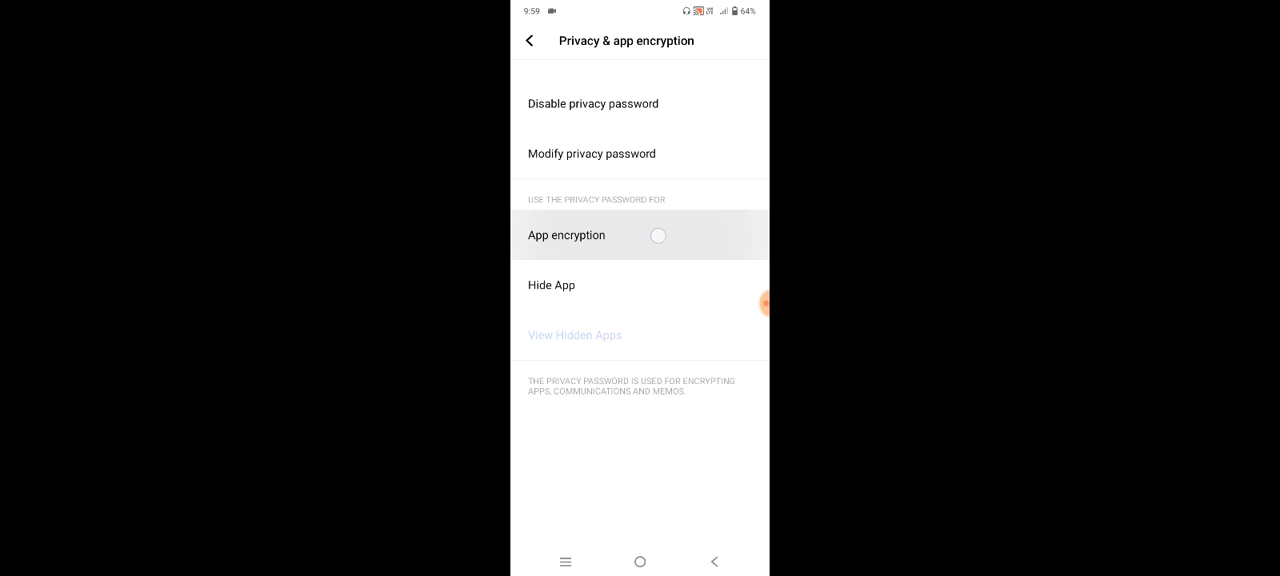 9:59 64%
Privacy & app encryption
Disable privacy password
Modify privacy password
USE THE PRIVACY PASSWORD FOR
App encryption
Hide App
View Hidden Apps
THE PRIVACY PASSWORD IS USED FOR ENCRYPTING
APPS, COMMUNICATIONS AND MEMOS.